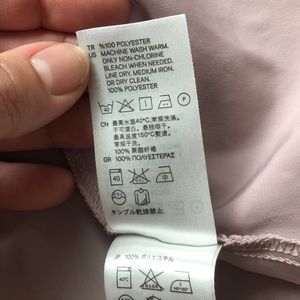 TR %100 POLYESTER
US MACHINE WASH WARM.
ONLY NON-CHLORINE
BLEACH WHEN NEEDED.
LINE DRY. MEDIUM IRON.
OR DRY CLEAN.
100% POLYESTER
CN 最高水温40℃,常规洗涤。
不可漂白。悬挂晾干。
最高温度150℃熨烫。
常规干洗。
100% 聚酯纤维
GR 100% ΠΟΛΥΕΣΤΕΡΑΣ
40
タンブル乾燥禁止
JP 100% ポリエステル
40℃